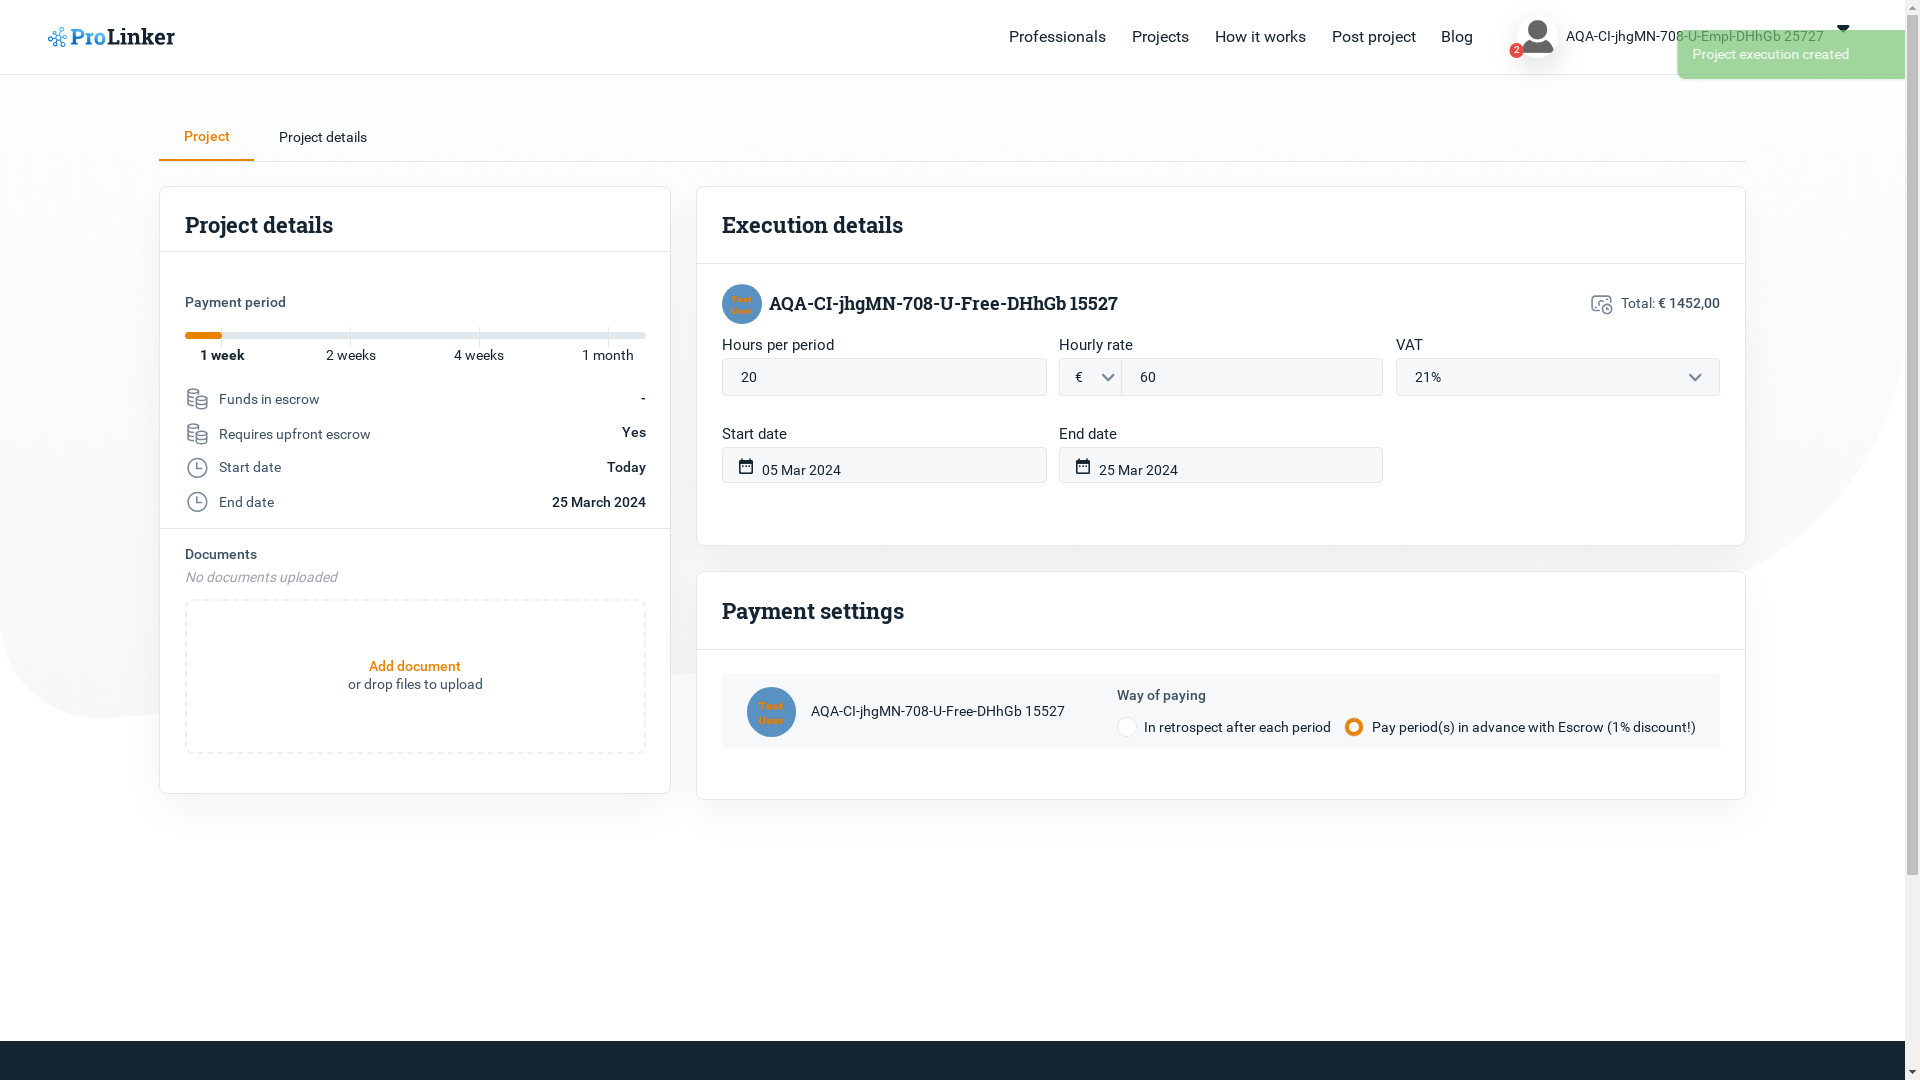 ProLinker
Professionals
Projects
How it works
Post project
Blog
2
AQA-CI-jhgMN-708-U-Empl-DHhGb 25727
Project execution created
Project
Project details
Project details
Payment period
1 week
2 weeks
4 weeks
1 month
Funds in escrow -
Requires upfront escrow Yes
Start date Today
End date 25 March 2024
Documents
No documents uploaded
Add document
or drop files to upload
Execution details
Test
User
AQA-CI-jhgMN-708-U-Free-DHhGb 15527
Total: € 1452,00
Hours per period
Hourly rate
VAT
20
€
60
21%
Start date
End date
05 Mar 2024
25 Mar 2024
Payment settings
Test
User
AQA-CI-jhgMN-708-U-Free-DHhGb 15527
Way of paying
In retrospect after each period
Pay period(s) in advance with Escrow (1% discount!)